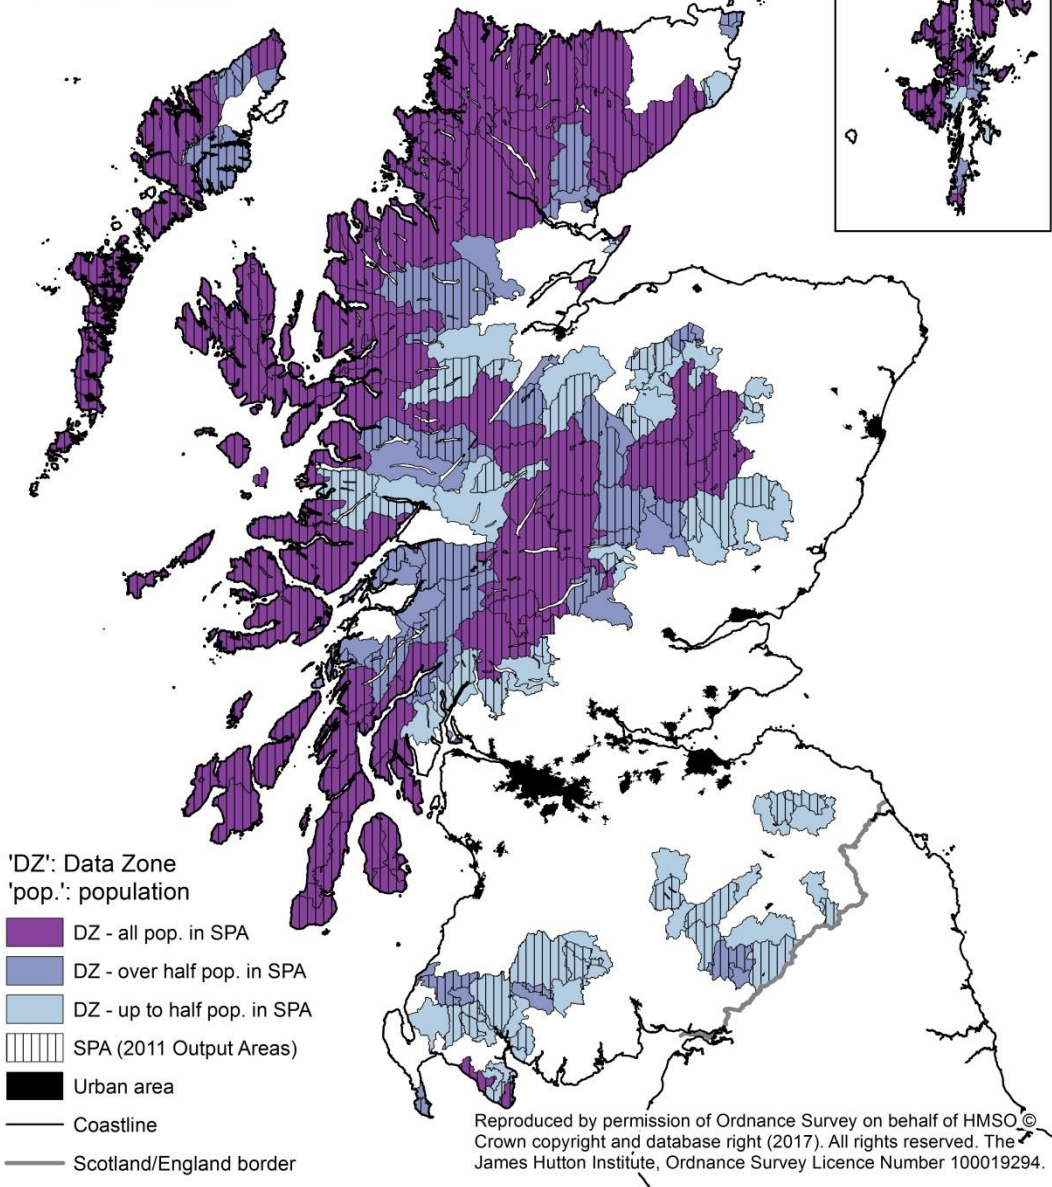 'DZ': Data Zone
'pop.': population
DZ - all pop. in SPA
DZ - over half pop. in SPA
DZ - up to half pop. in SPA
SPA (2011 Output Areas)
Urban area
Coastline
Scotland/England border
Reproduced by permission of Ordnance Survey on behalf of HMSO ©
Crown copyright and database right (2017). All rights reserved. The
James Hutton Institute, Ordnance Survey Licence Number 100019294.